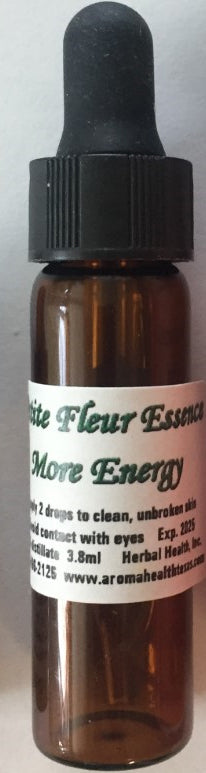 tite Fleur Essence
More Energy
ply 2 drops to clean, unbroken skin
oid contact with eyes Exp. 2025
distillate 3.8ml Herbal Health, Inc.
-2125 www.aromahealthtexas.com